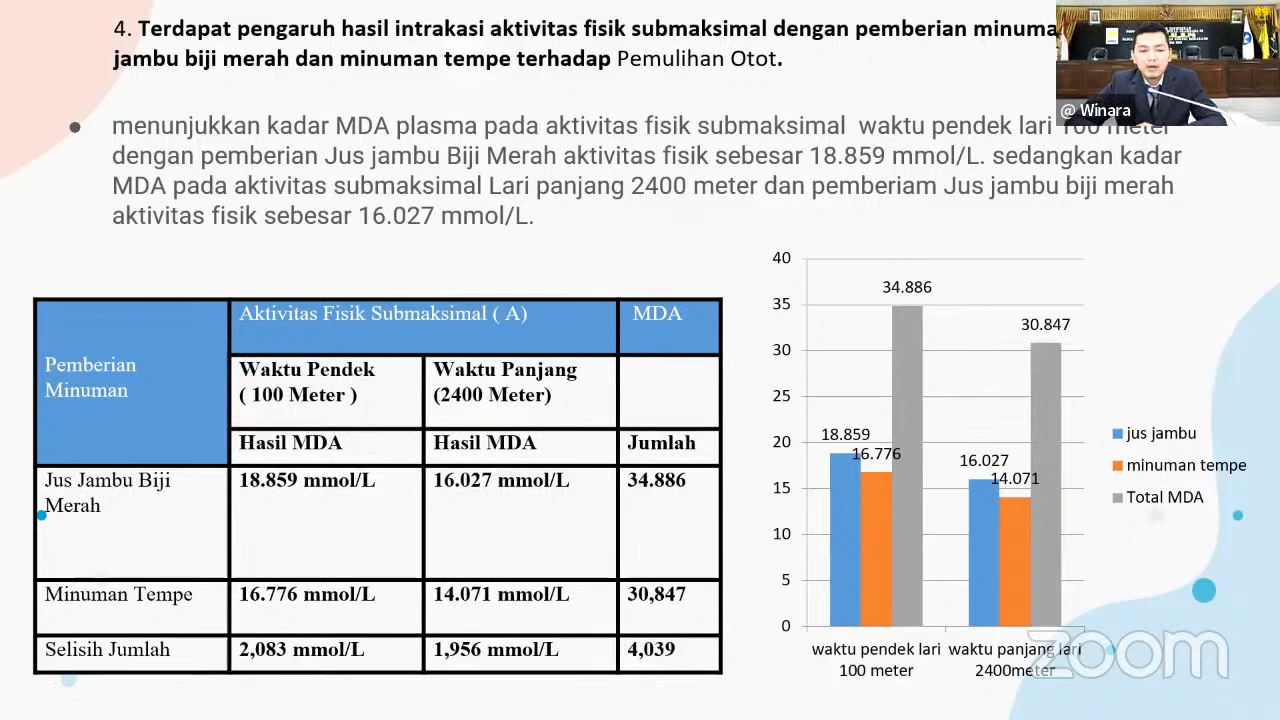 4. Terdapat pengaruh hasil intrakasi aktivitas fisik submaksimal dengan pemberian
jambu biji merah dan minuman tempe terhadap Pemulihan Otot.
@ Winara
● menunjukkan kadar MDA plasma pada aktivitas fisik submaksimal waktu pendek lari 100 meter
dengan pemberian Jus jambu Biji Merah aktivitas fisik sebesar 18.859 mmol/L. sedangkan kadar
MDA pada aktivitas submaksimal Lari panjang 2400 meter dan pemberiam Jus jambu biji merah
aktivitas fisik sebesar 16.027 mmol/L.
Pemberian
Minuman
Aktivitas Fisik Submaksimal ( A)
MDA
Waktu Pendek
( 100 Meter )
Waktu Panjang
(2400 Meter)
Hasil MDA
Hasil MDA
Jumlah
Jus Jambu Biji
Merah
18.859 mmol/L
16.027 mmol/L
34.886
Minuman Tempe
16.776 mmol/L
14.071 mmol/L
30,847
Selisih Jumlah
2,083 mmol/L
1,956 mmol/L
4,039
40
35
30
25
20
15
10
5
0
18.859
16.776
34.886
16.027
14.071
30.847
waktu pendek lari
100 meter
waktu panjang lari
2400meter
jus jambu
minuman tempe
Total MDA
zoom